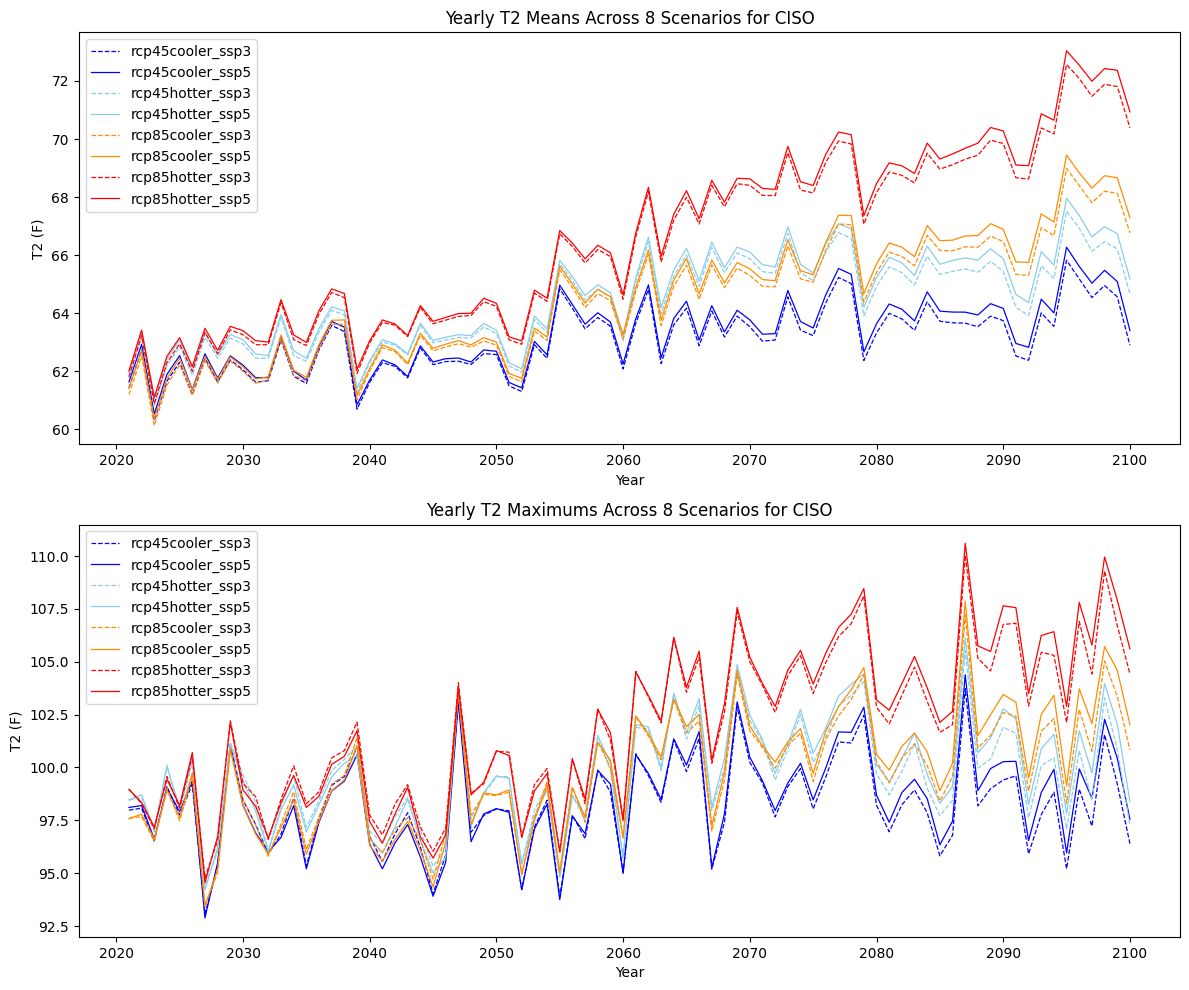 Yearly T2 Means Across 8 Scenarios for CISO
rcp45cooler_ssp3
rcp45cooler_ssp5
rcp45hotter_ssp3
rcp45hotter_ssp5
rcp85cooler_ssp3
rcp85cooler_ssp5
rcp85hotter_ssp3
rcp85hotter_ssp5
72
70
68
66
64
62
60
T2 (F)
2020 2030 2040 2050 2060 2070 2080 2090 2100
Year
Yearly T2 Maximums Across 8 Scenarios for CISO
rcp45cooler_ssp3
rcp45cooler_ssp5
rcp45hotter_ssp3
rcp45hotter_ssp5
rcp85cooler_ssp3
rcp85cooler_ssp5
rcp85hotter_ssp3
rcp85hotter_ssp5
110.0
107.5
105.0
102.5
100.0
97.5
95.0
92.5
T2 (F)
2020 2030 2040 2050 2060 2070 2080 2090 2100
Year